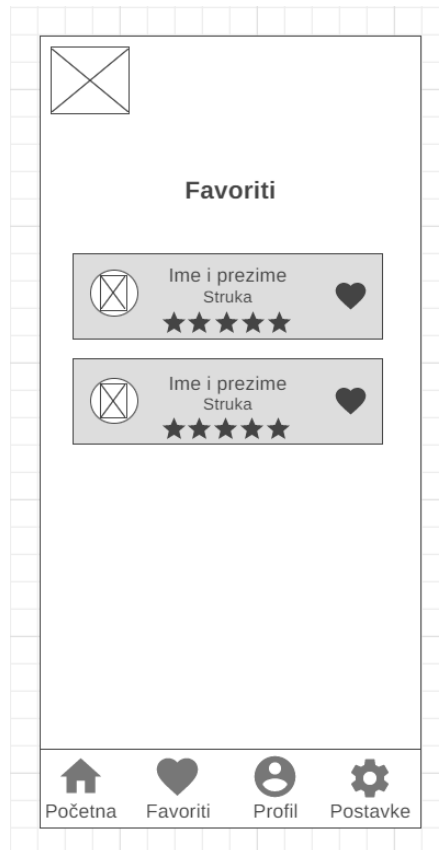 Favoriti
Ime i prezime
Struka
Ime i prezime
Struka
Početna Favoriti Profil Postavke